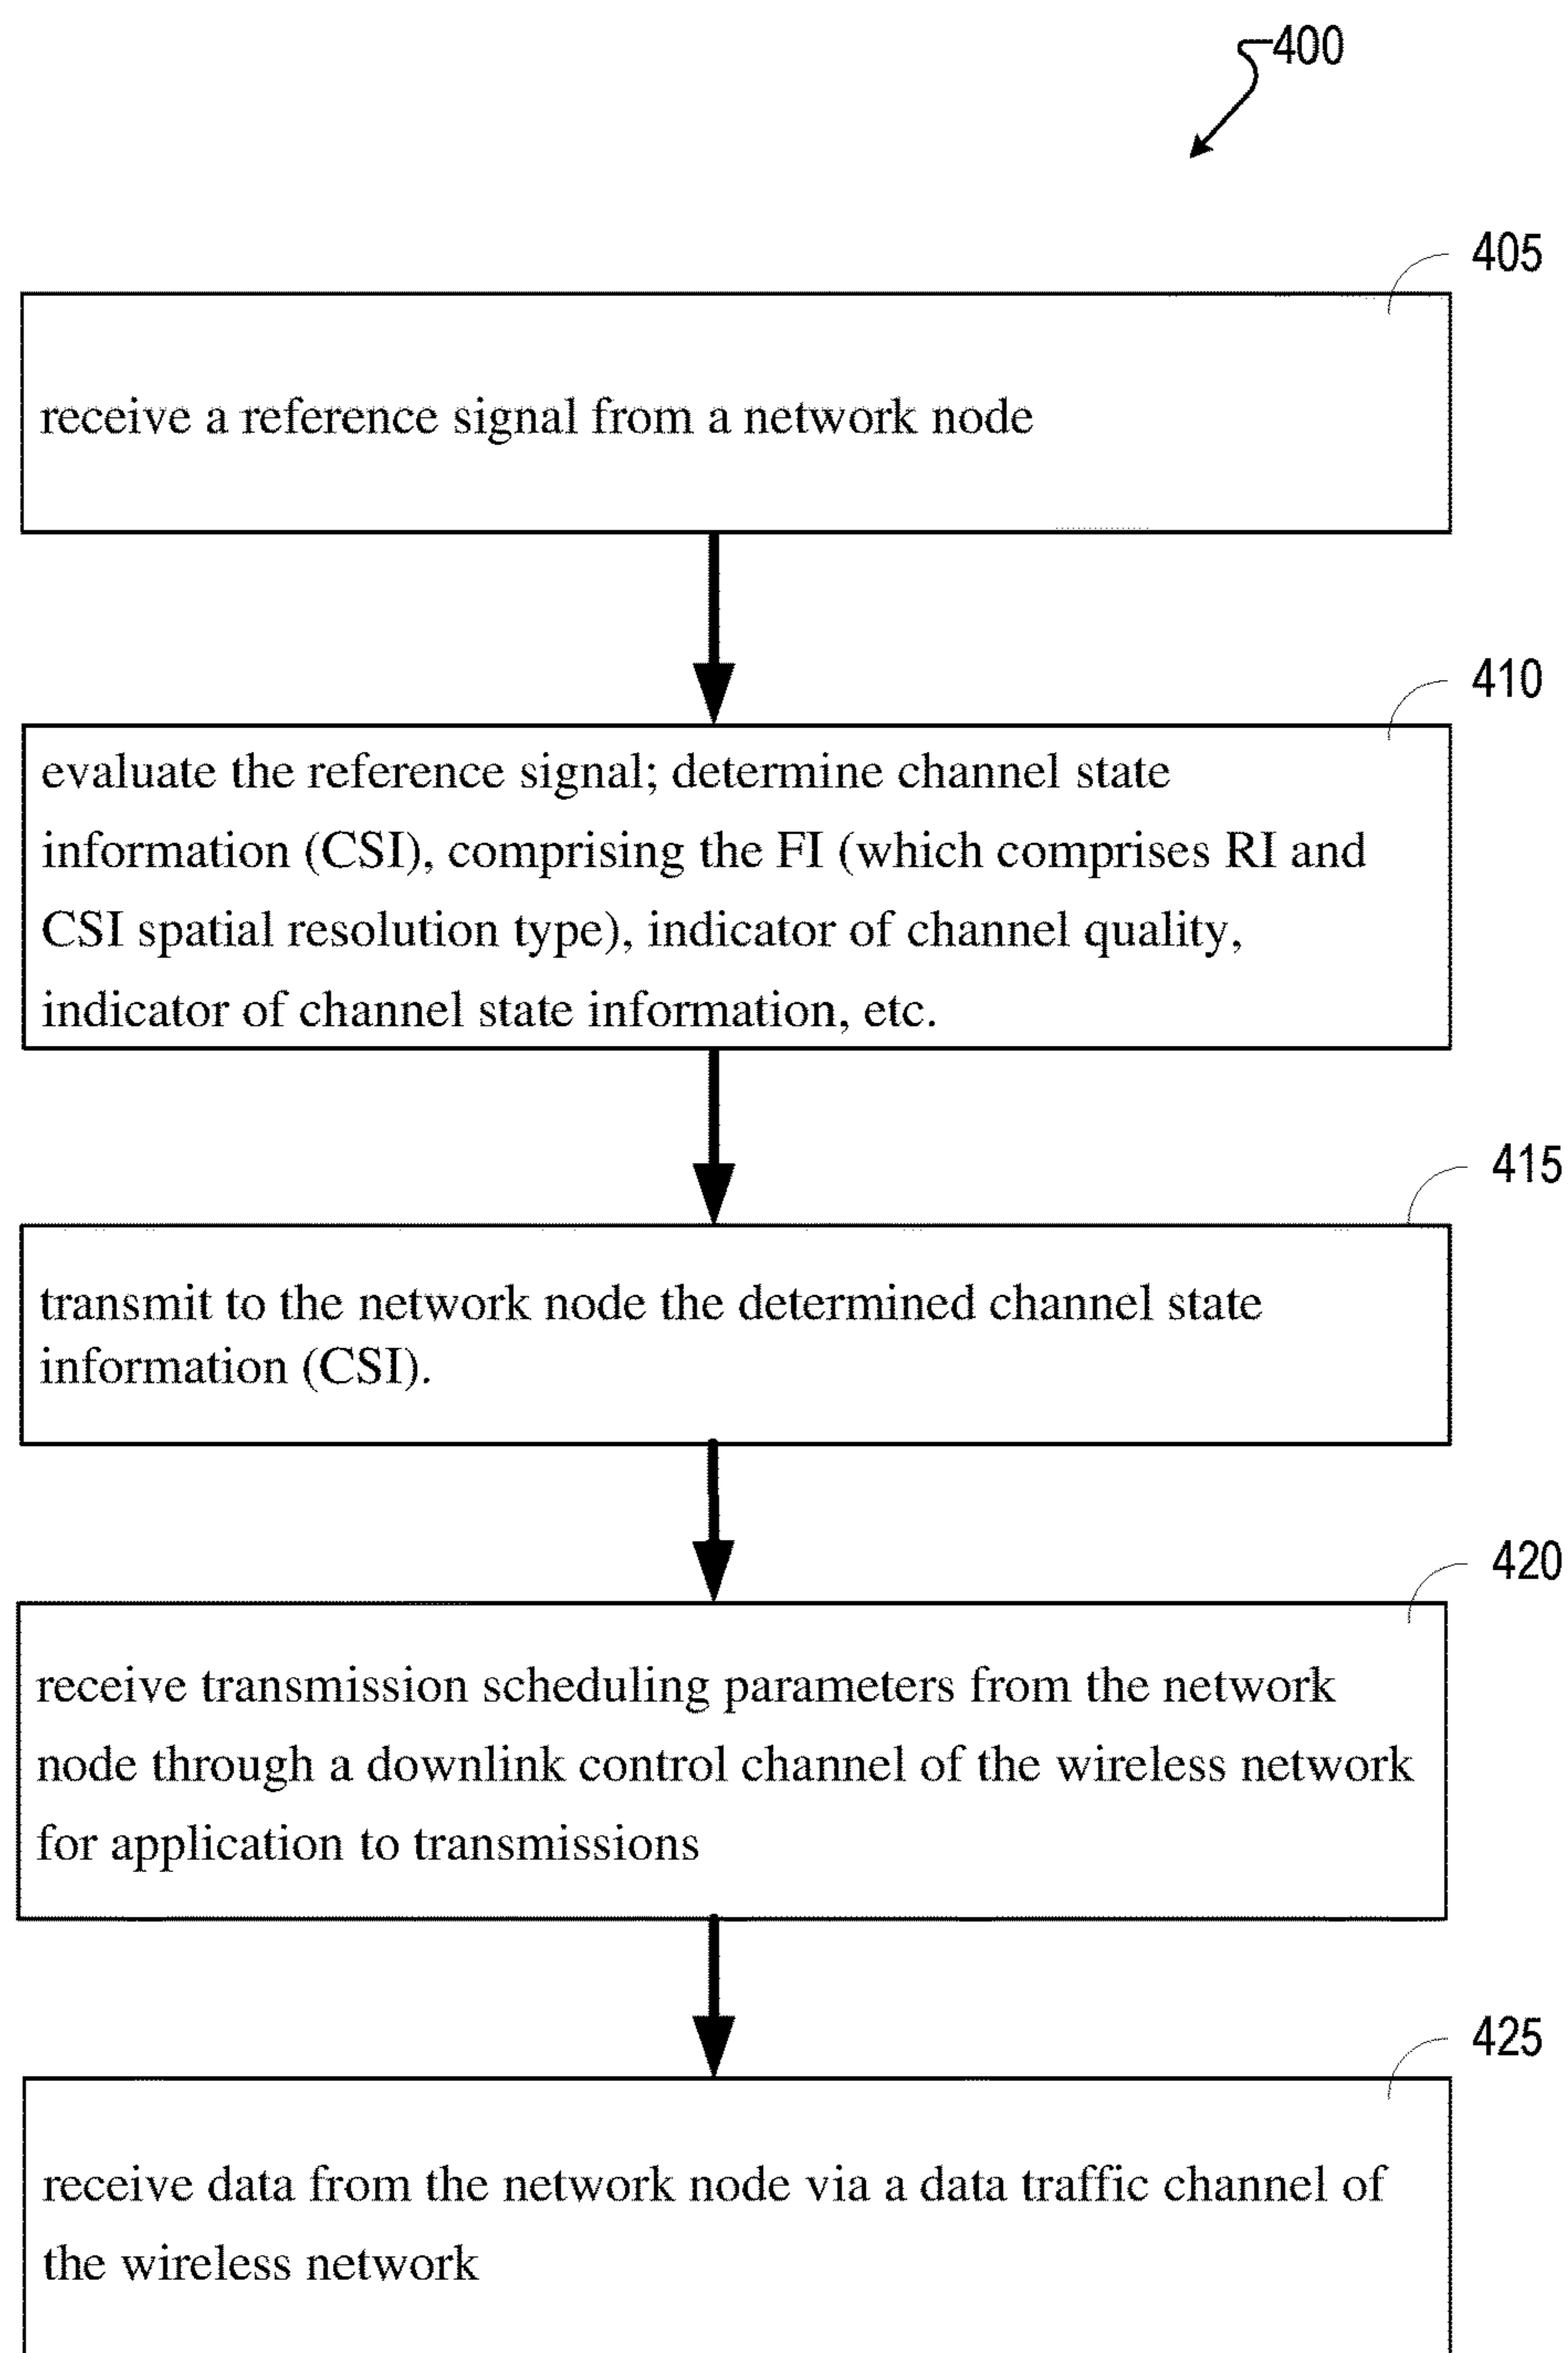 400
405
receive a reference signal from a network node
410
evaluate the reference signal; determine channel state
information (CSI), comprising the FI (which comprises RI and
CSI spatial resolution type), indicator of channel quality,
indicator of channel state information, etc.
415
transmit to the network node the determined channel state
information (CSI).
420
receive transmission scheduling parameters from the network
node through a downlink control channel of the wireless network
for application to transmissions
425
receive data from the network node via a data traffic channel of
the wireless network